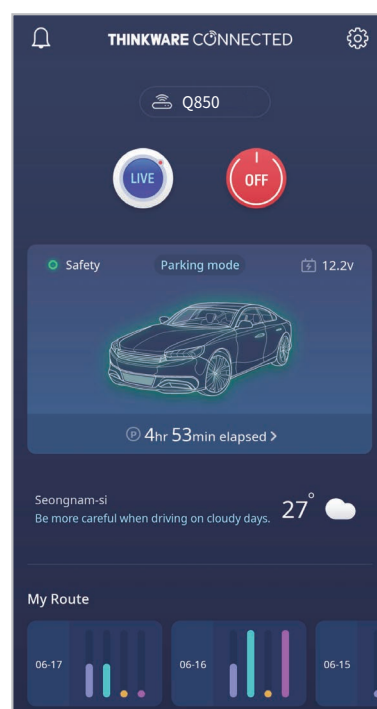 THINKWARE CONNECTED
Q850
LIVE
OFF
Safety
Parking mode
12.2v
P 4hr 53min elapsed >
Seongnam-si
Be more careful when driving on cloudy days.
27°
My Route
06-17
06-16
06-15